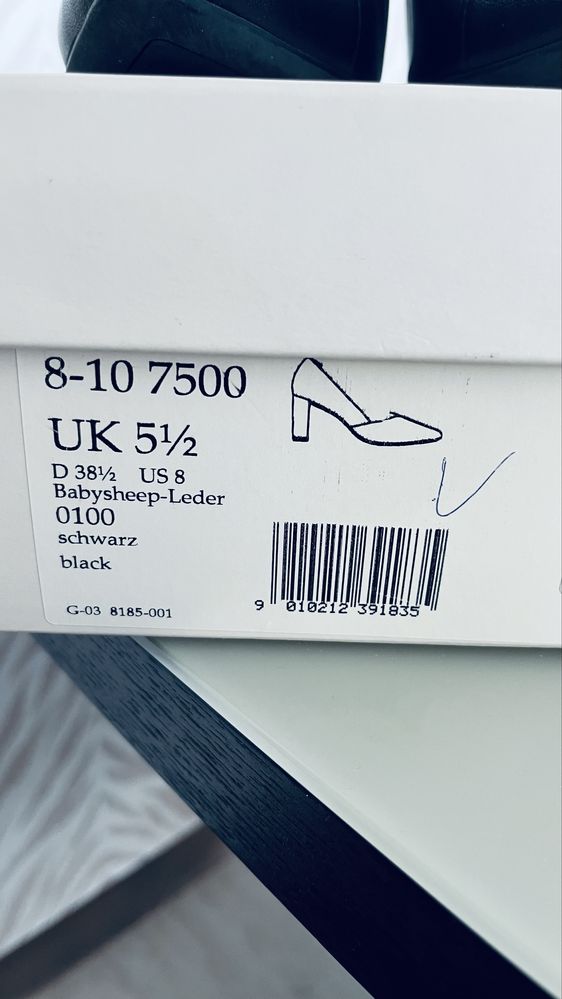 8-10 7500
UK 5½
D 38½ US 8
Babysheep-Leder
0100
schwarz
black
G-03 8185-001
9 010212 391835